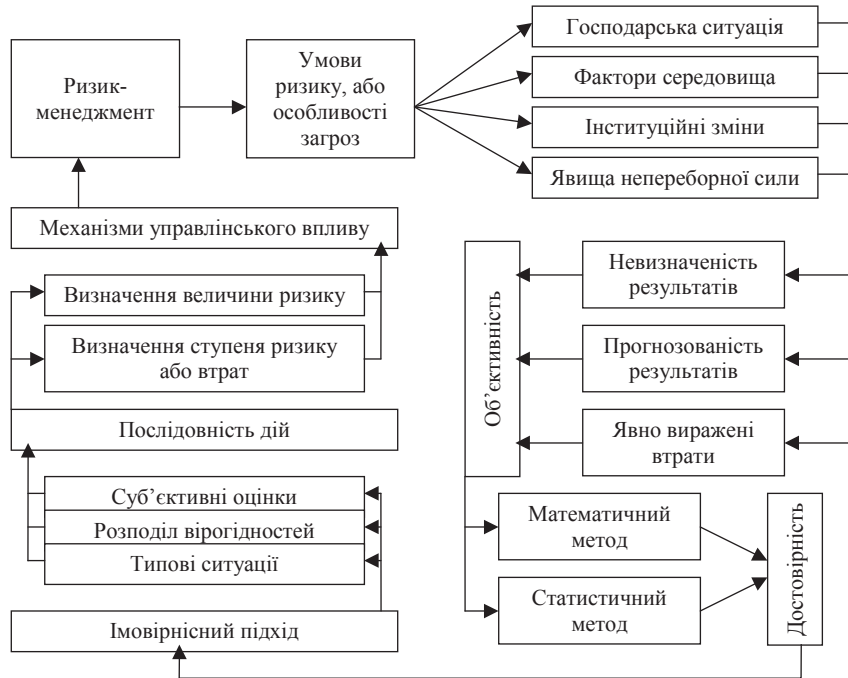 Ризик-
менеджмент
Умови
ризику, або
особливості
загроз
Господарська ситуація
Фактори середовища
Інституційні зміни
Явища непереборної сили
Механізми управлінського впливу
Визначення величини ризику
Визначення ступеня ризику
або втрат
Послідовність дій
Суб’єктивні оцінки
Розподіл вірогідностей
Типові ситуації
Імовірнісний підхід
Об’єктивність
Невизначеність
результатів
Прогнозованість
результатів
Явно виражені
втрати
Математичний
метод
Статистичний
метод
Достовірність